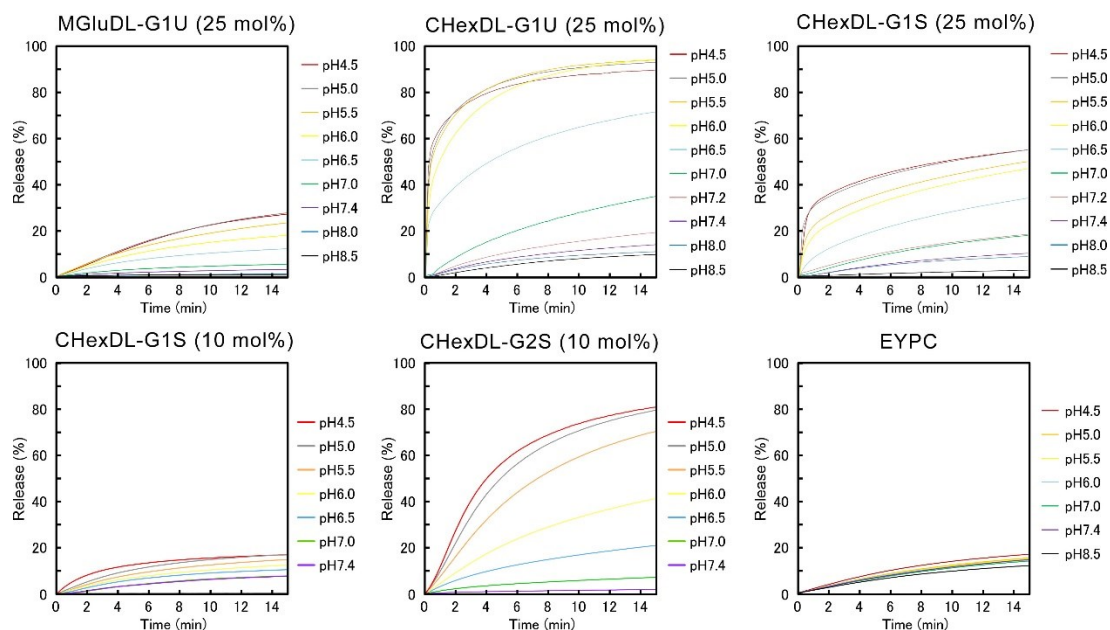 MGluDL-G1U (25 mol%)
100
80
60
40
20
0
Release (%)
0 2 4 6 8 10 12 14
Time (min)
pH4.5
pH5.0
pH5.5
pH6.0
pH6.5
pH7.0
pH7.4
pH8.0
pH8.5
CHexDL-G1U (25 mol%)
100
80
60
40
20
0
Release (%)
0 2 4 6 8 10 12 14
Time (min)
pH4.5
pH5.0
pH5.5
pH6.0
pH6.5
pH7.0
pH7.2
pH7.4
pH8.0
pH8.5
CHexDL-G1S (25 mol%)
100
80
60
40
20
0
Release (%)
0 2 4 6 8 10 12 14
Time (min)
pH4.5
pH5.0
pH5.5
pH6.0
pH6.5
pH7.0
pH7.2
pH7.4
pH8.0
pH8.5
CHexDL-G1S (10 mol%)
100
80
60
40
20
0
Release (%)
0 2 4 6 8 10 12 14
Time (min)
pH4.5
pH5.0
pH5.5
pH6.0
pH6.5
pH7.0
pH7.4
CHexDL-G2S (10 mol%)
100
80
60
40
20
0
Release (%)
0 2 4 6 8 10 12 14
Time (min)
pH4.5
pH5.0
pH5.5
pH6.0
pH6.5
pH7.0
pH7.4
EYPC
100
80
60
40
20
0
Release (%)
0 2 4 6 8 10 12 14
Time (min)
pH4.5
pH5.0
pH5.5
pH6.0
pH7.0
pH7.4
pH8.5